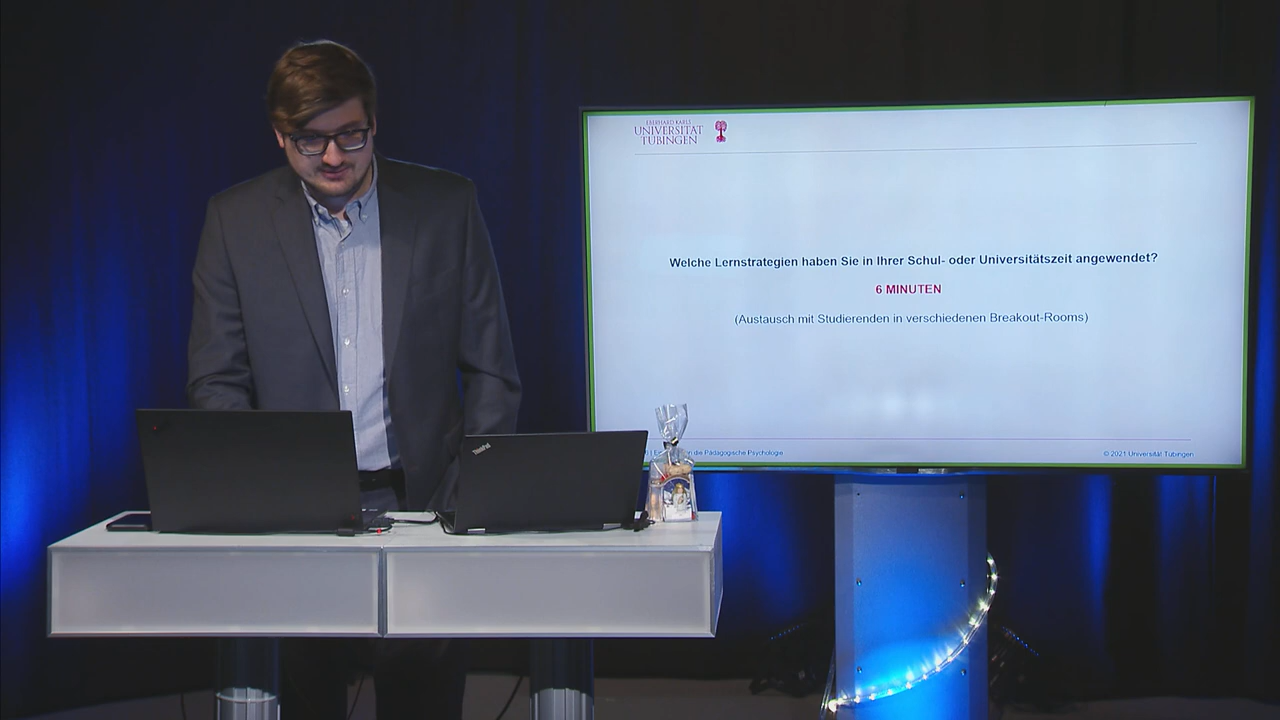 EBERHARD KARLS
UNIVERSITÄT
TÜBINGEN
Welche Lernstrategien haben Sie in Ihrer Schul- oder Universitätszeit angewendet?
6 MINUTEN
(Austausch mit Studierenden in verschiedenen Breakout-Rooms)
die Pädagogische Psychologie
© 2021 Universität Tübingen
ThinkPad